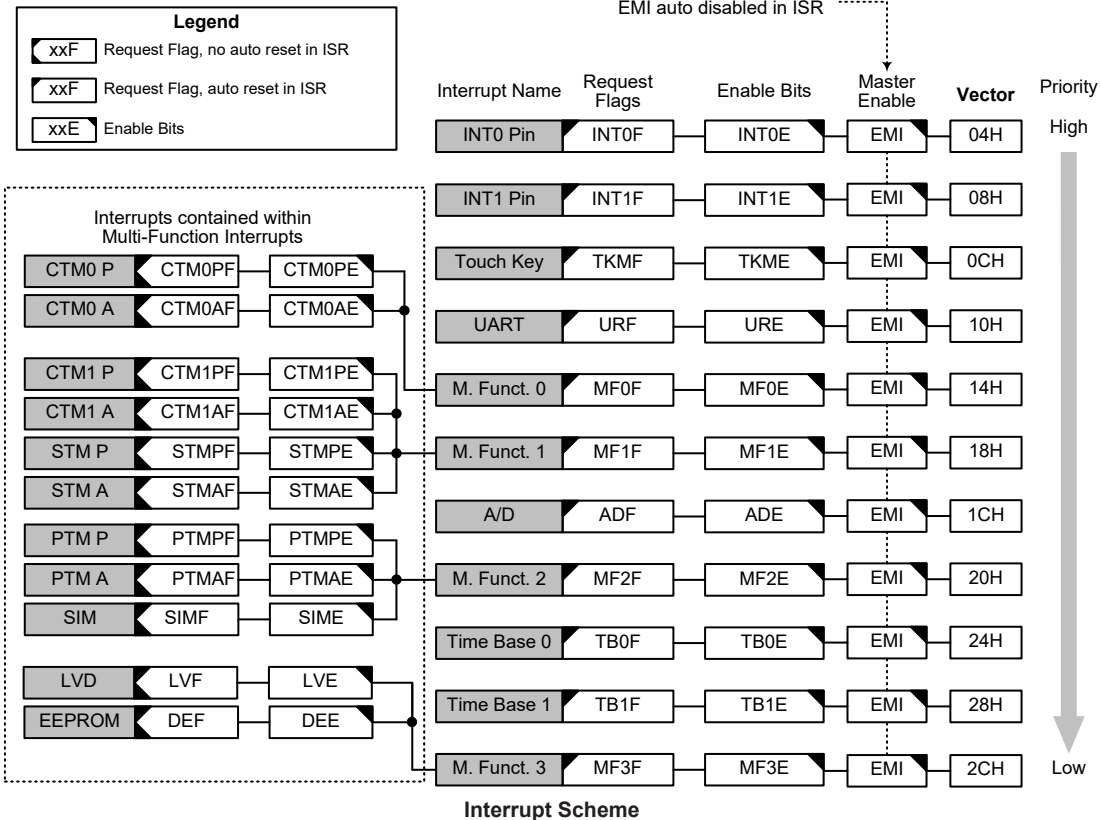 EMI auto disabled in ISR
Legend
xxF Request Flag, no auto reset in ISR
xxF Request Flag, auto reset in ISR
xxE Enable Bits
Interrupt Name Request Flags Enable Bits Master Enable Vector Priority
INT0 Pin INT0F INT0E EMI 04H High
INT1 Pin INT1F INT1E EMI 08H
Touch Key TKMF TKME EMI 0CH
UART URF URE EMI 10H
M. Funct. 0 MF0F MF0E EMI 14H
M. Funct. 1 MF1F MF1E EMI 18H
A/D ADF ADE EMI 1CH
M. Funct. 2 MF2F MF2E EMI 20H
Time Base 0 TB0F TB0E EMI 24H
Time Base 1 TB1F TB1E EMI 28H
M. Funct. 3 MF3F MF3E EMI 2CH Low
Interrupts contained within
Multi-Function Interrupts
CTM0 P CTM0PF CTM0PE
CTM0 A CTM0AF CTM0AE
CTM1 P CTM1PF CTM1PE
CTM1 A CTM1AF CTM1AE
STM P STMPF STMPE
STM A STMAF STMAE
PTM P PTMPF PTMPE
PTM A PTMAF PTMAE
SIM SIMF SIME
LVD LVF LVE
EEPROM DEF DEE
Interrupt Scheme